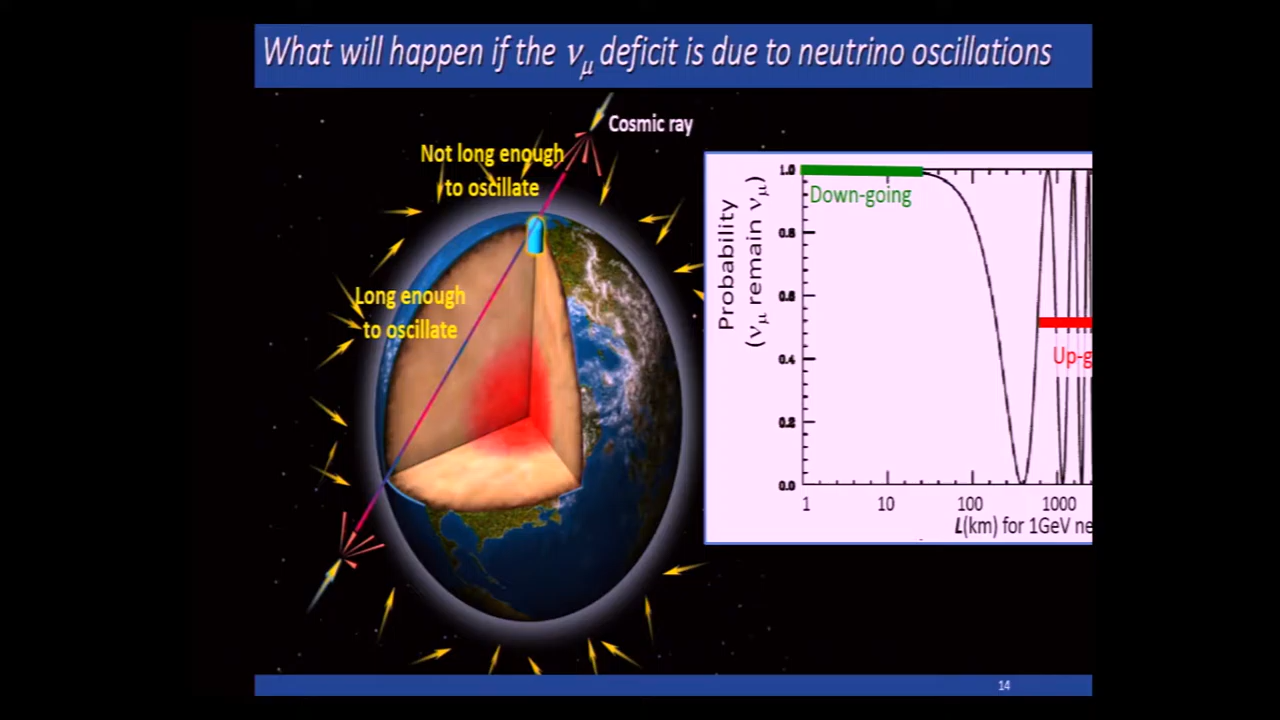 What will happen if the νμ deficit is due to neutrino oscillations
Cosmic ray
Not long enough
to oscillate
Long enough
to oscillate
Probability
(νμ remain νμ)
1.0
0.8
0.6
0.4
0.2
0.0
Down-going
Up-g
1 10 100 1000
L(km) for 1GeV ne
14